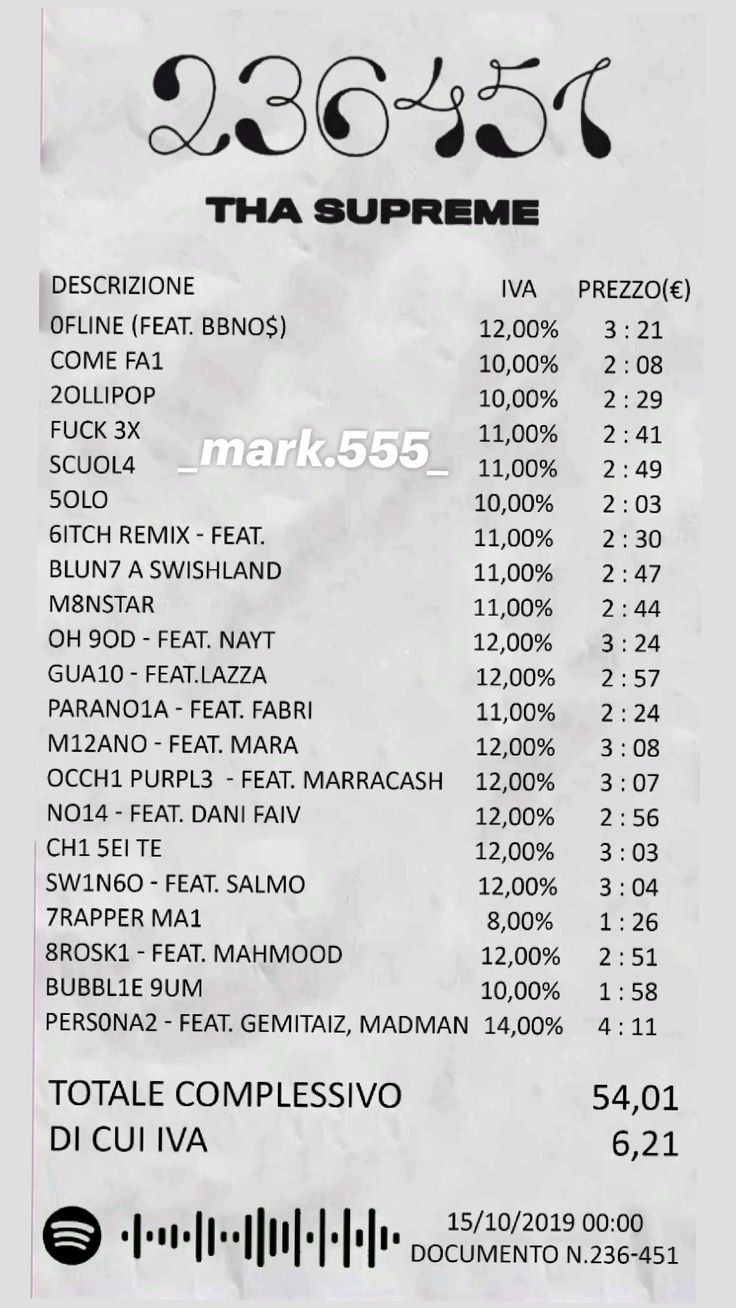 236451
THA SUPREME
DESCRIZIONE IVA PREZZO(€)
0FLINE (FEAT. BBNO$) 12,00% 3 : 21
COME FA1 10,00% 2 : 08
2OLLIPOP 10,00% 2 : 29
FUCK 3X 11,00% 2 : 41
_mark.555_
SCUOL4 11,00% 2 : 49
5OLO 10,00% 2 : 03
6ITCH REMIX - FEAT. 11,00% 2 : 30
BLUN7 A SWISHLAND 11,00% 2 : 47
M8NSTAR 11,00% 2 : 44
OH 9OD - FEAT. NAYT 12,00% 3 : 24
GUA10 - FEAT.LAZZA 12,00% 2 : 57
PARANO1A - FEAT. FABRI 11,00% 2 : 24
M12ANO - FEAT. MARA 12,00% 3 : 08
OCCH1 PURPL3 - FEAT. MARRACASH 12,00% 3 : 07
NO14 - FEAT. DANI FAIV 12,00% 2 : 56
CH1 5EI TE 12,00% 3 : 03
SW1N6O - FEAT. SALMO 12,00% 3 : 04
7RAPPER MA1 8,00% 1 : 26
8ROSK1 - FEAT. MAHMOOD 12,00% 2 : 51
BUBBL1E 9UM 10,00% 1 : 58
PERS0NA2 - FEAT. GEMITAIZ, MADMAN 14,00% 4 : 11
TOTALE COMPLESSIVO 54,01
DI CUI IVA 6,21
15/10/2019 00:00
DOCUMENTO N.236-451